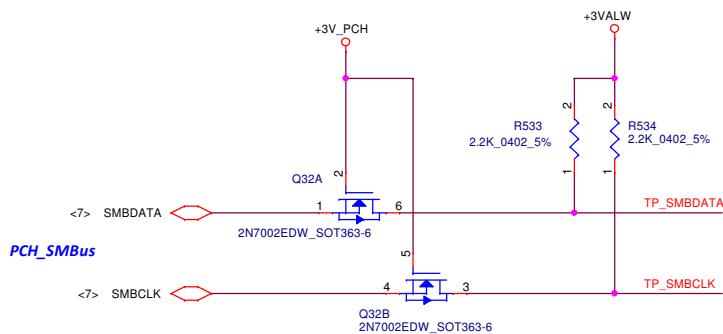 +3V_PCH
+3VALW
2
2
R533
R534
2.2K_0402_5%
2.2K_0402_5%
1
1
Q32A
2
<7> SMBDATA
1
6
TP_SMBDATA
2N7002EDW_SOT363-6
PCH_SMBus
5
<7> SMBCLK
4
3
TP_SMBCLK
Q32B
2N7002EDW_SOT363-6